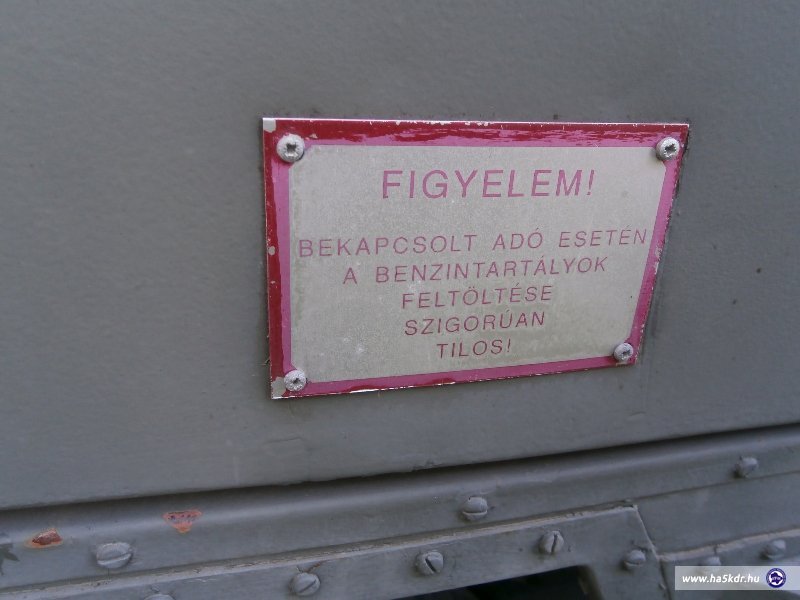 FIGYELEM!
BEKAPCSOLT ADÓ ESETÉN
A BENZINTARTÁLYOK
FELTÖLTÉSE
SZIGORÚAN
TILOS!
www.ha5kdr.hu